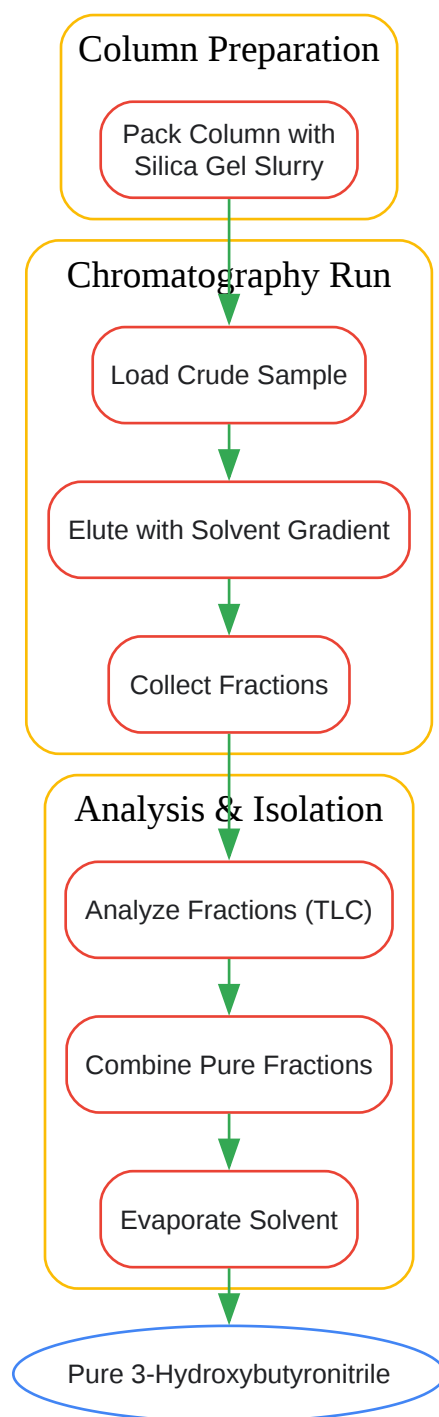 Column Preparation
Pack Column with
Silica Gel Slurry
Chromatography Run
Load Crude Sample
Elute with Solvent Gradient
Collect Fractions
Analysis & Isolation
Analyze Fractions (TLC)
Combine Pure Fractions
Evaporate Solvent
Pure 3-Hydroxybutyronitrile